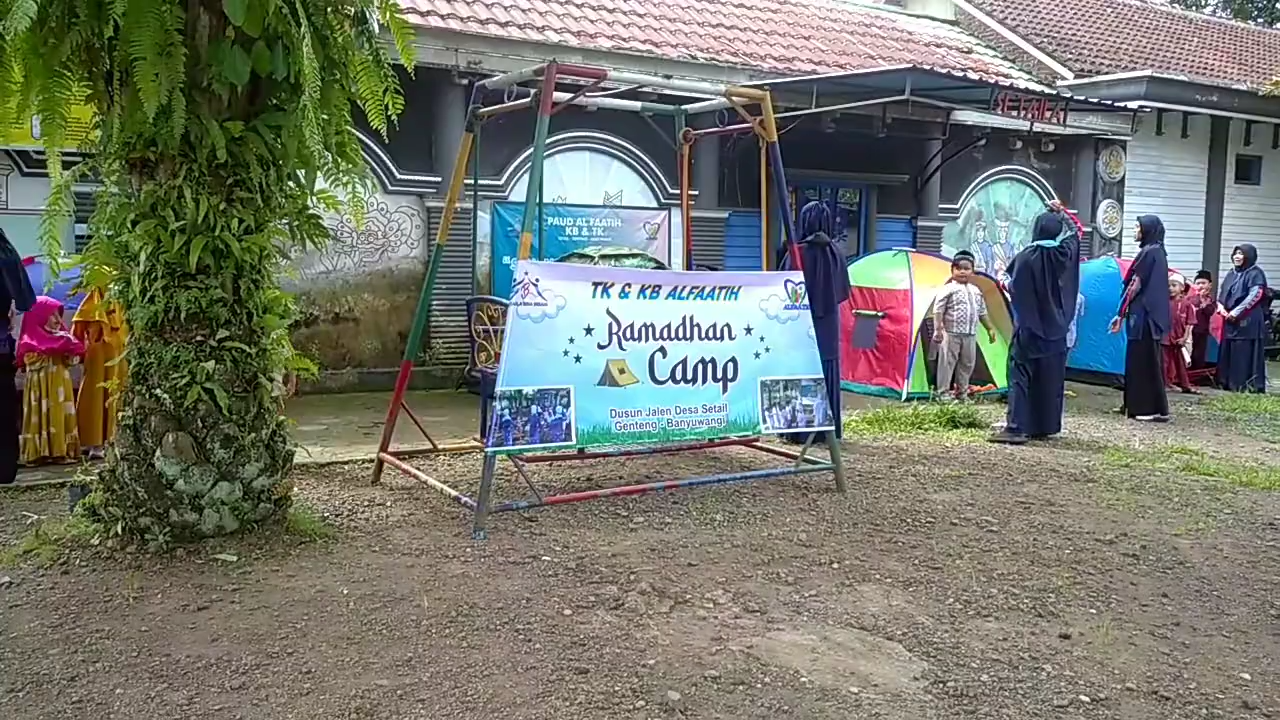 SETAIL
PAUD AL FAATIH
KB & TK
TK & KB ALFAATIH
Ramadhan
Camp
Dusun Jalen Desa Setail
Genteng - Banyuwangi